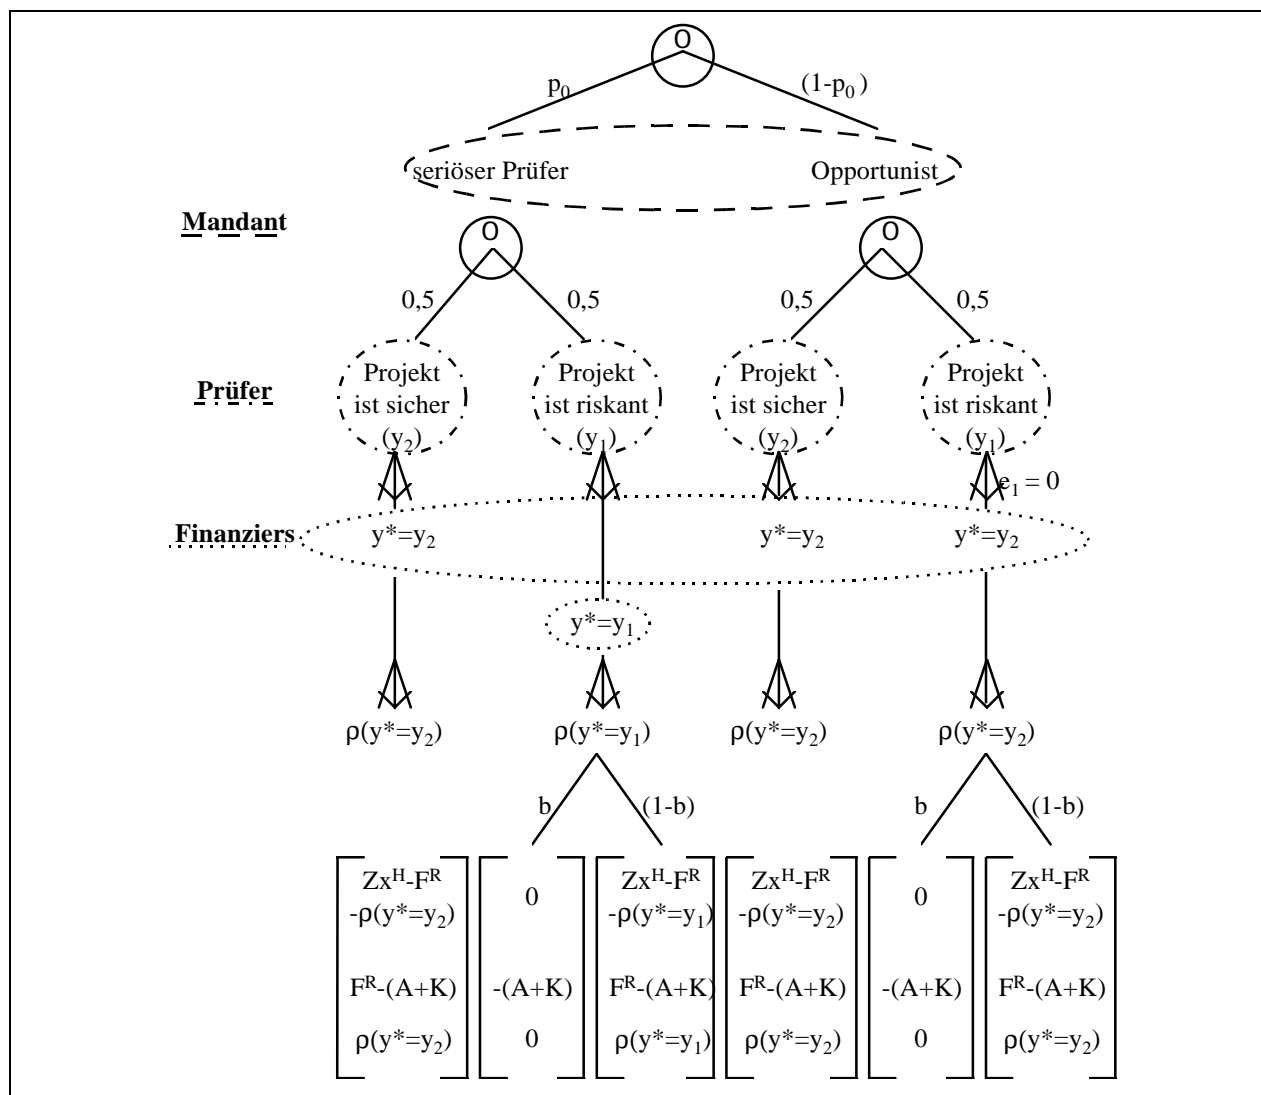 O
p₀ (1-p₀)
seriöser Prüfer Opportunist
Mandant
O O
0,5 0,5 0,5 0,5
Projekt Projekt Projekt Projekt
Prüfer
ist sicher ist riskant ist sicher ist riskant
(y₂) (y₁) (y₂) (y₁)
e₁ = 0
Finanziers y*=y₂ y*=y₂ y*=y₂
y*=y₁
ρ(y*=y₂) ρ(y*=y₁) ρ(y*=y₂) ρ(y*=y₂)
b (1-b) b (1-b)
Zxᴴ-Fᴿ 0 Zxᴴ-Fᴿ Zxᴴ-Fᴿ 0 Zxᴴ-Fᴿ
-ρ(y*=y₂) -ρ(y*=y₁) -ρ(y*=y₂) -ρ(y*=y₂)
Fᴿ-(A+K) -(A+K) Fᴿ-(A+K) Fᴿ-(A+K) -(A+K) Fᴿ-(A+K)
ρ(y*=y₂) 0 ρ(y*=y₁) ρ(y*=y₂) 0 ρ(y*=y₂)